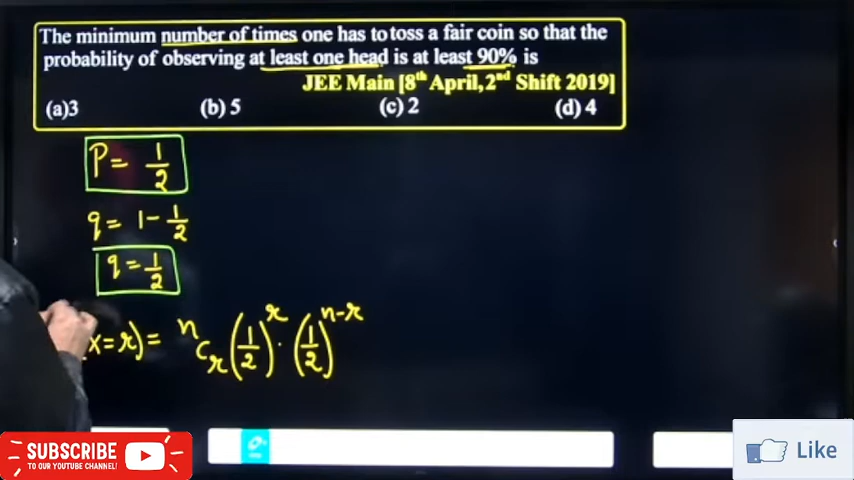 The minimum number of times one has to toss a fair coin so that the
probability of observing at least one head is at least 90% is
JEE Main [8th April,2nd Shift 2019]
(a)3 (b) 5 (c) 2 (d) 4
P = 1/2
q = 1 - 1/2
q = 1/2
x = r) = nCr (1/2)^r · (1/2)^n-r
SUBSCRIBE
TO OUR YOUTUBE CHANNEL!
Like